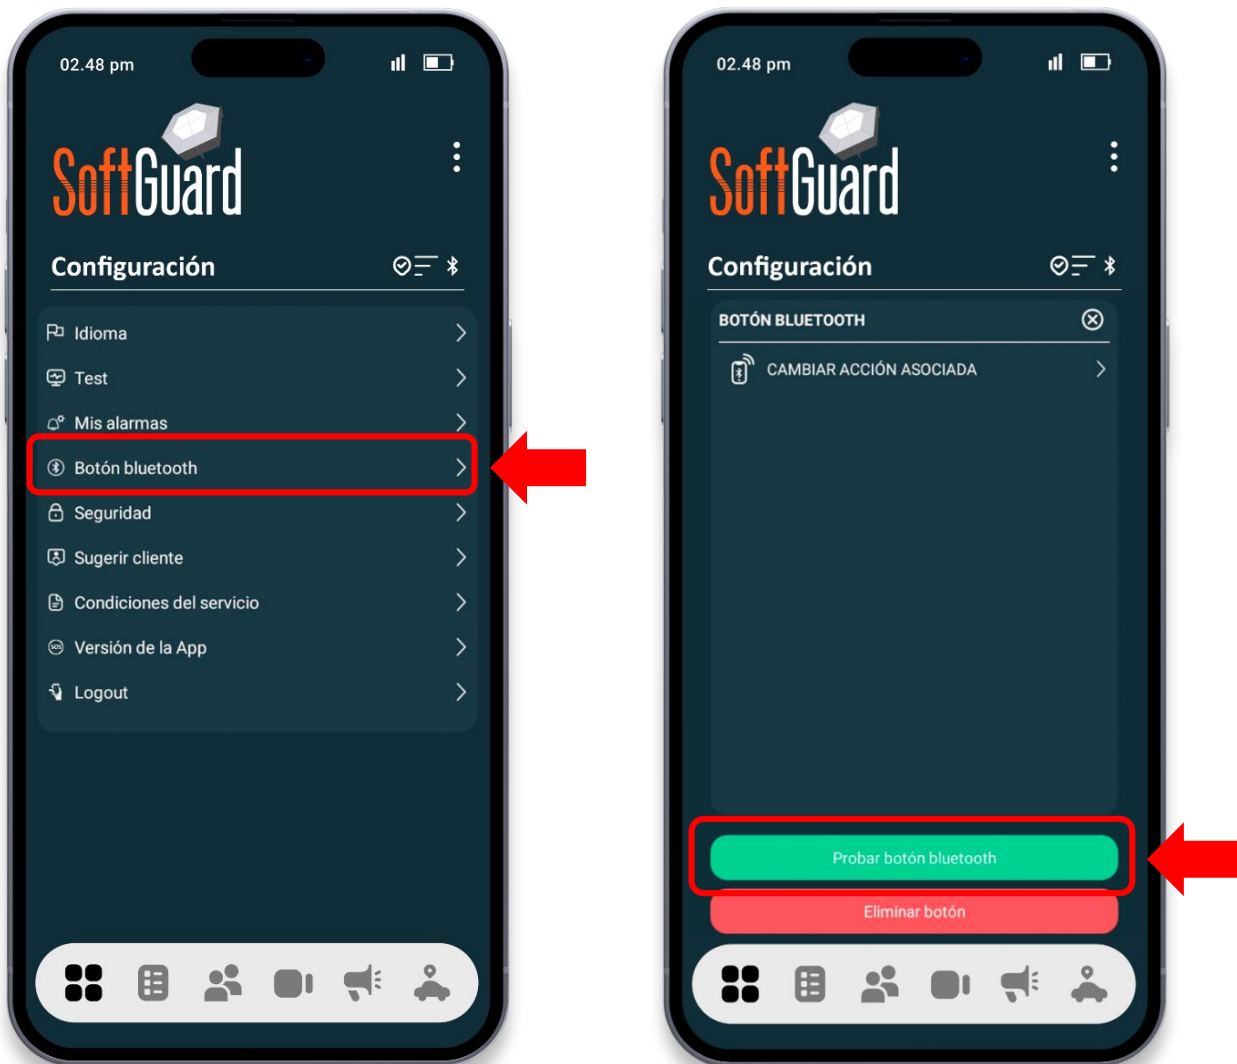 02.48 pm
SoftGuard
Configuración
Idioma
Test
Mis alarmas
Botón bluetooth
Seguridad
Sugerir cliente
Condiciones del servicio
SOS Versión de la App
Logout
02.48 pm
SoftGuard
Configuración
BOTÓN BLUETOOTH
CAMBIAR ACCIÓN ASOCIADA
Probar botón bluetooth
Eliminar botón